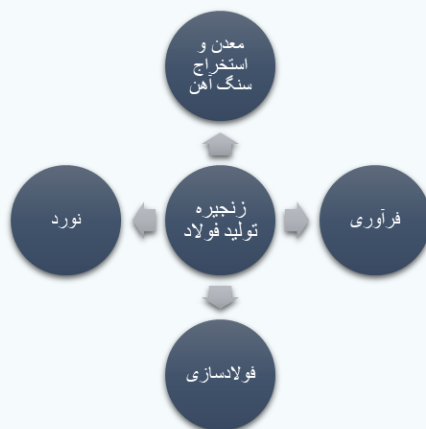 معدن و
استخراج
سنگ آهن
فرآوری
زنجیره
تولید فولاد
نورد
فولادسازی